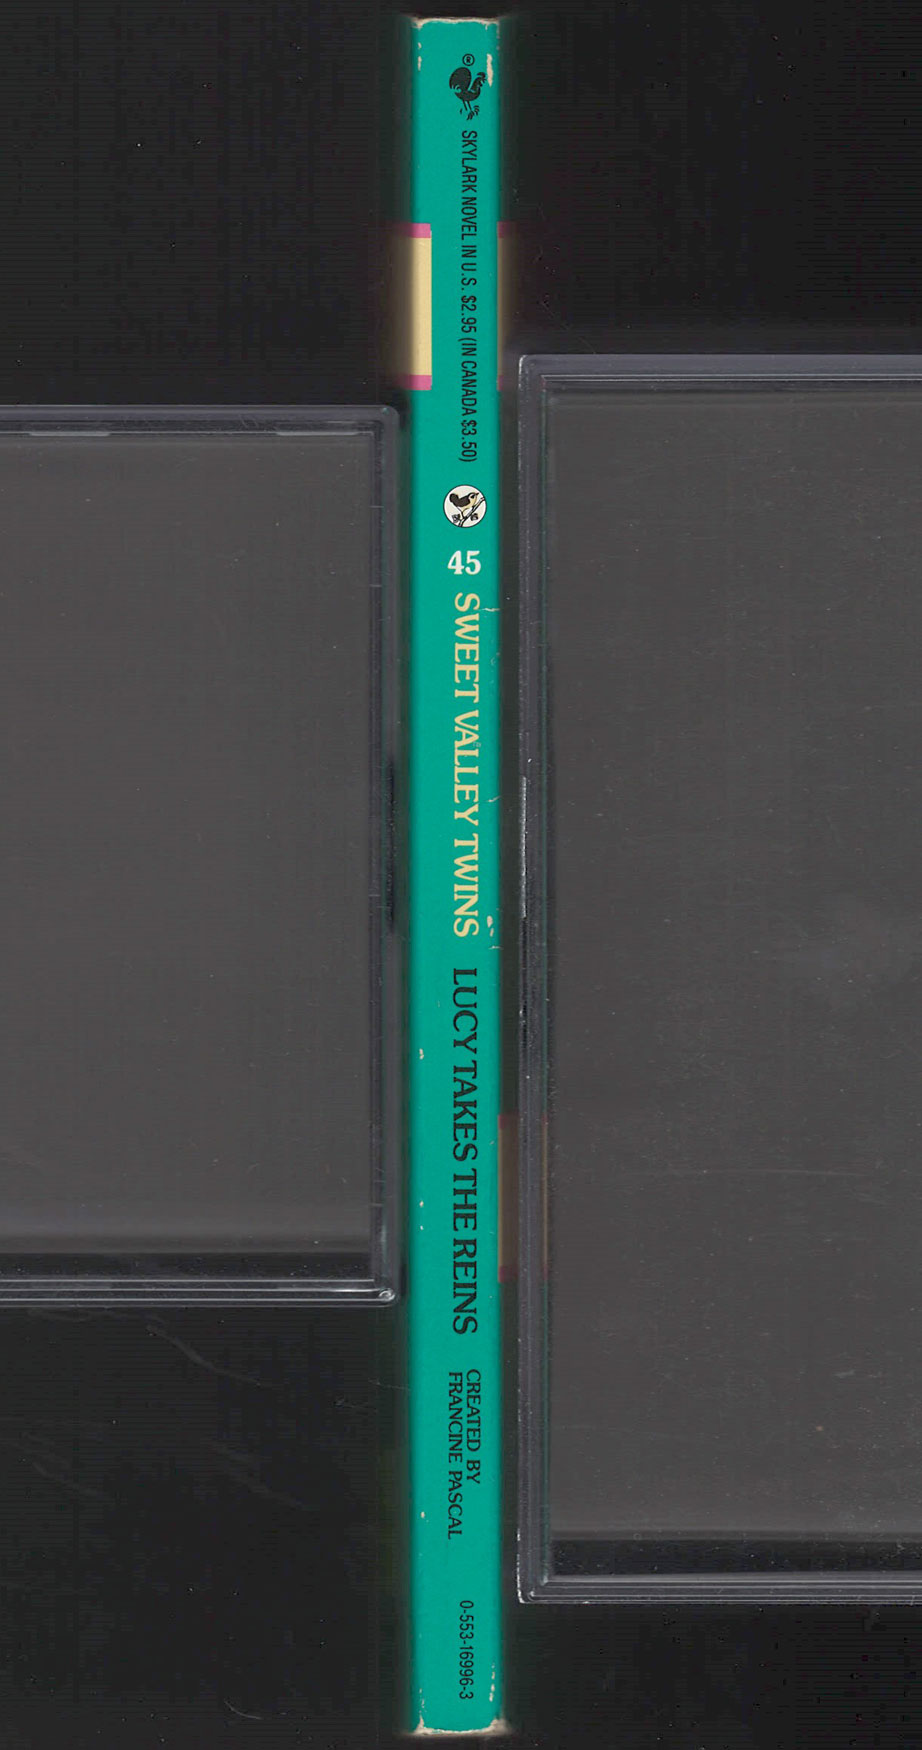 SKYLARK NOVEL IN U.S. $2.95 (IN CANADA $3.50)
45
SWEET VALLEY TWINS
LUCY TAKES THE REINS
CREATED BY
FRANCINE PASCAL
0-553-16996-3